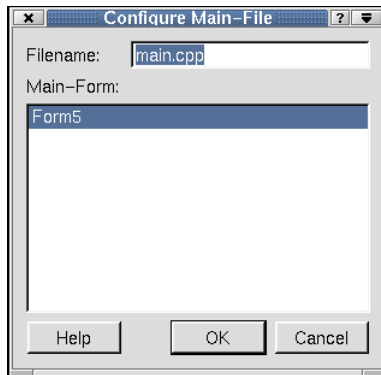 Configure Main-File
Filename: main.cpp
Main-Form:
Form5
Help OK Cancel